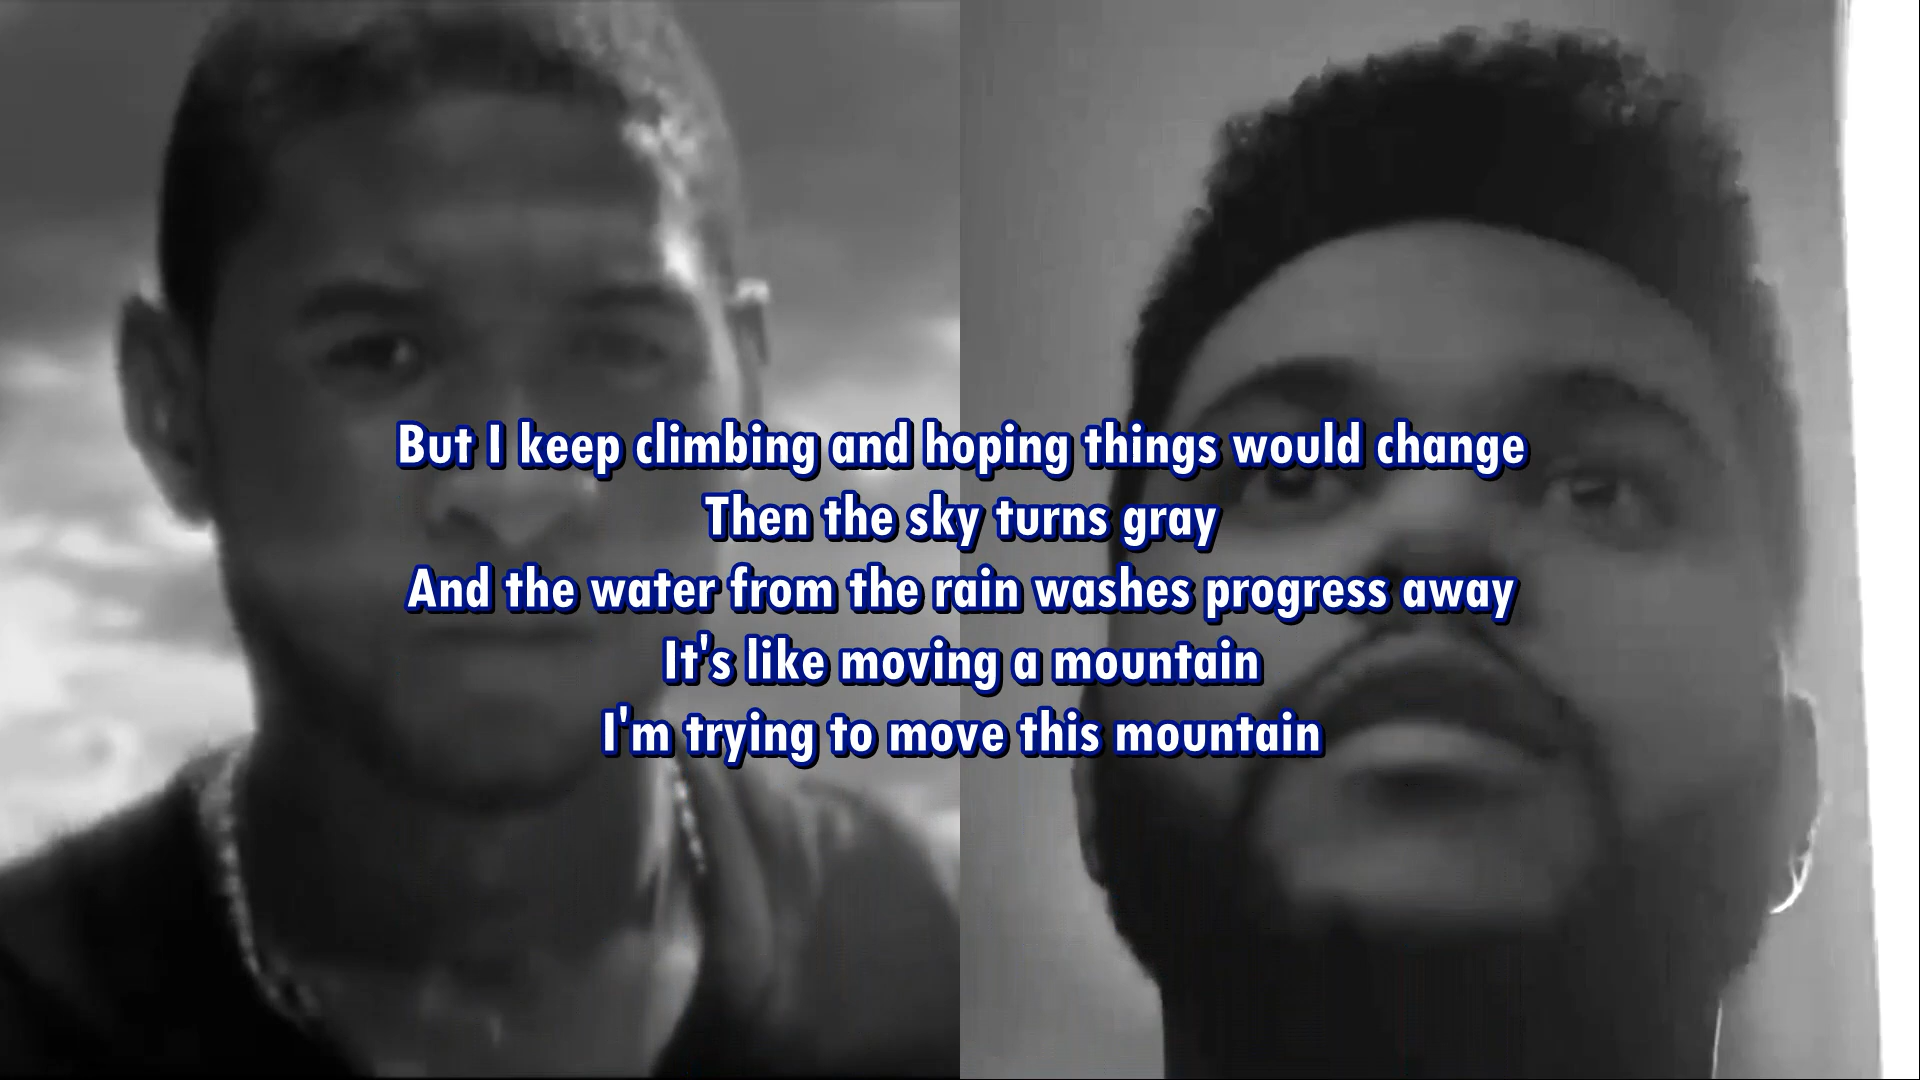 But I keep climbing and hoping things would change
Then the sky turns gray
And the water from the rain washes progress away
It's like moving a mountain
I'm trying to move this mountain